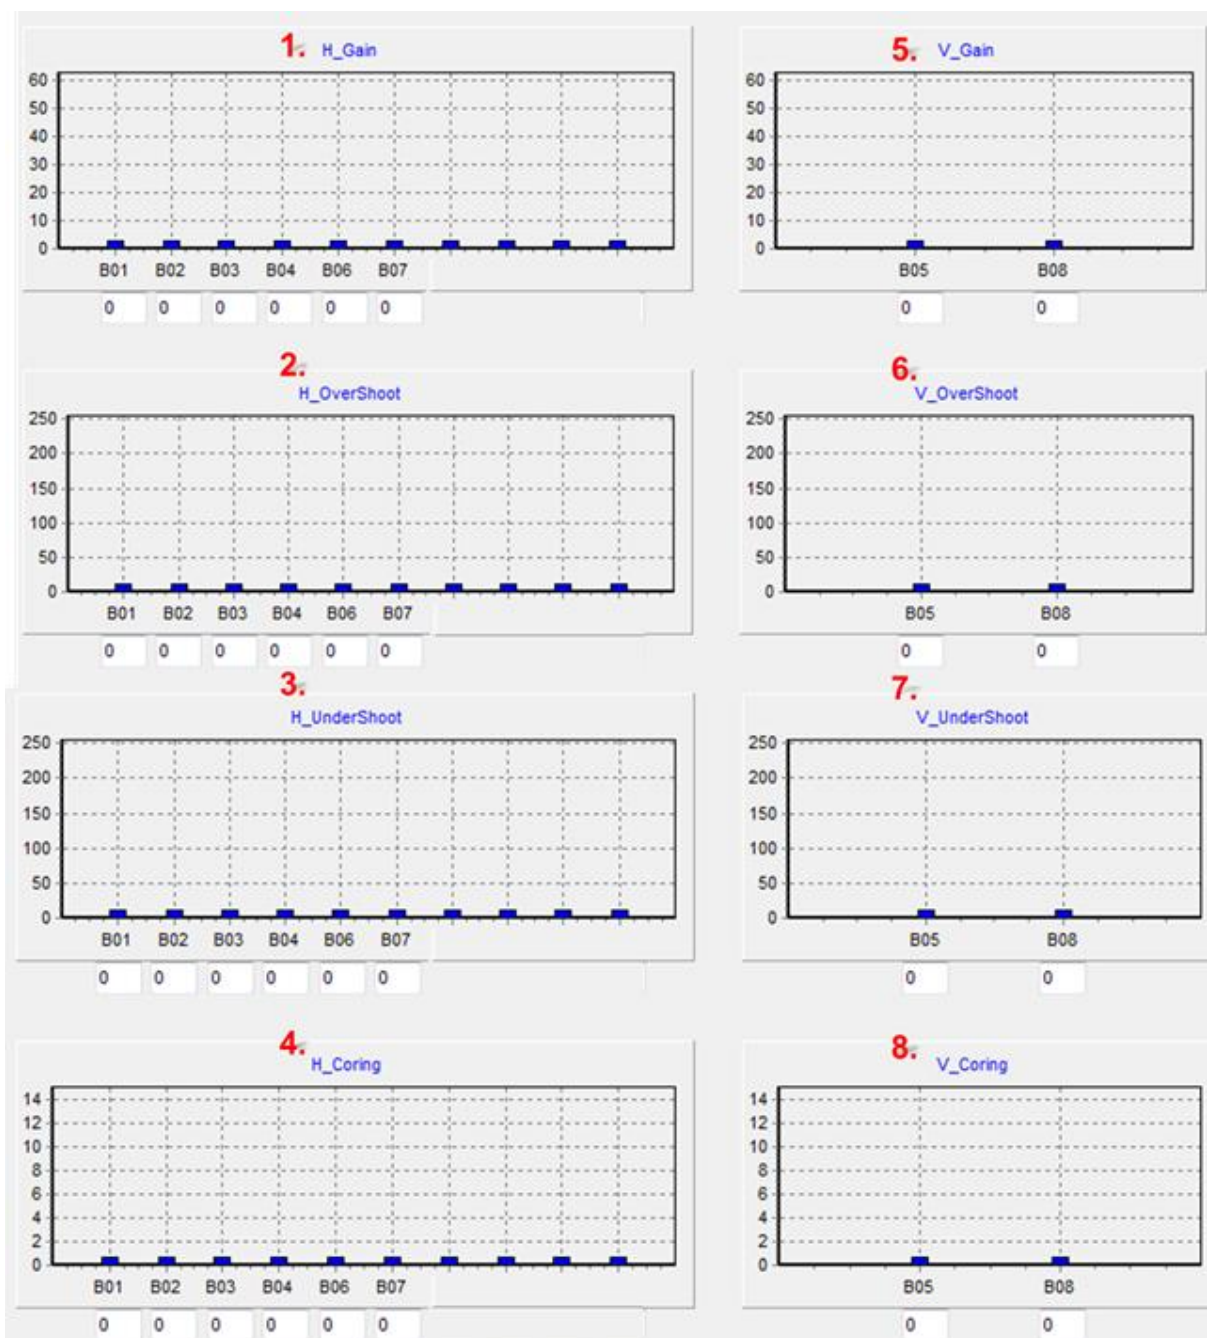 1. H_Gain
60
50
40
30
20
10
0
B01 B02 B03 B04 B06 B07
0 0 0 0 0 0
5. V_Gain
60
50
40
30
20
10
0
B05 B08
0 0
2. H_OverShoot
250
200
150
100
50
0
B01 B02 B03 B04 B06 B07
0 0 0 0 0 0
6. V_OverShoot
250
200
150
100
50
0
B05 B08
0 0
3. H_UnderShoot
250
200
150
100
50
0
B01 B02 B03 B04 B06 B07
0 0 0 0 0 0
7. V_UnderShoot
250
200
150
100
50
0
B05 B08
0 0
4. H_Coring
14
12
10
8
6
4
2
0
B01 B02 B03 B04 B06 B07
0 0 0 0 0 0
8. V_Coring
14
12
10
8
6
4
2
0
B05 B08
0 0